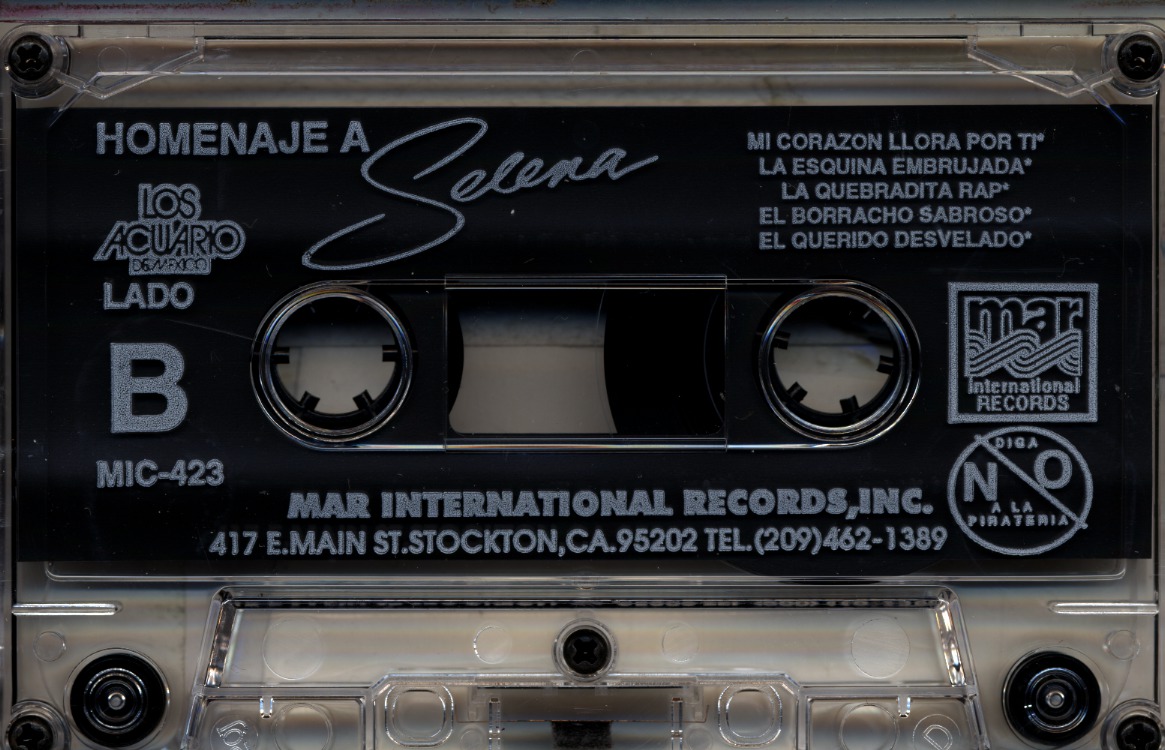 HOMENAJE A Selena
LOS
ACUARIO
DE MEXICO
LADO
B
MIC-423
MI CORAZON LLORA POR TI*
LA ESQUINA EMBRUJADA*
LA QUEBRADITA RAP*
EL BORRACHO SABROSO*
EL QUERIDO DESVELADO*
mar
International
RECORDS
DIGA
NO
A LA
PIRATERIA
MAR INTERNATIONAL RECORDS,INC.
417 E.MAIN ST.STOCKTON,CA.95202 TEL.(209)462-1389